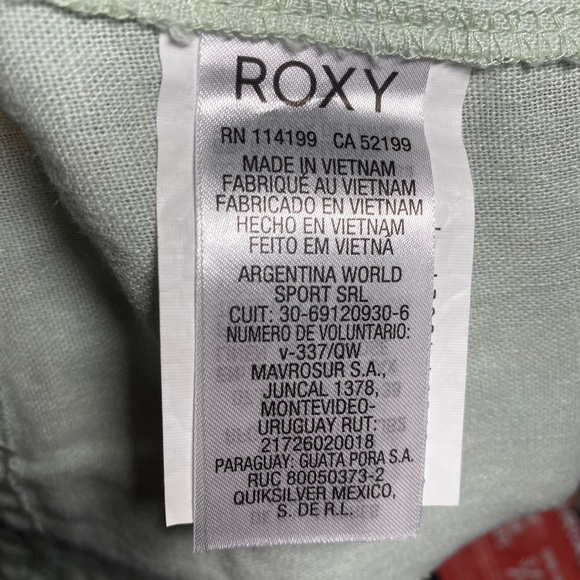 ROXY
RN 114199 CA 52199
MADE IN VIETNAM
FABRIQUÉ AU VIETNAM
FABRICADO EN VIETNAM
HECHO EN VIETNAM
FEITO EM VIETNÃ
ARGENTINA WORLD
SPORT SRL
CUIT: 30-69120930-6
NUMERO DE VOLUNTARIO:
v-337/QW
MAVROSUR S.A.,
JUNCAL 1378,
MONTEVIDEO-
URUGUAY RUT:
21726020018
PARAGUAY: GUATA PORA S.A.
RUC 80050373-2
QUIKSILVER MEXICO,
S. DE R.L.